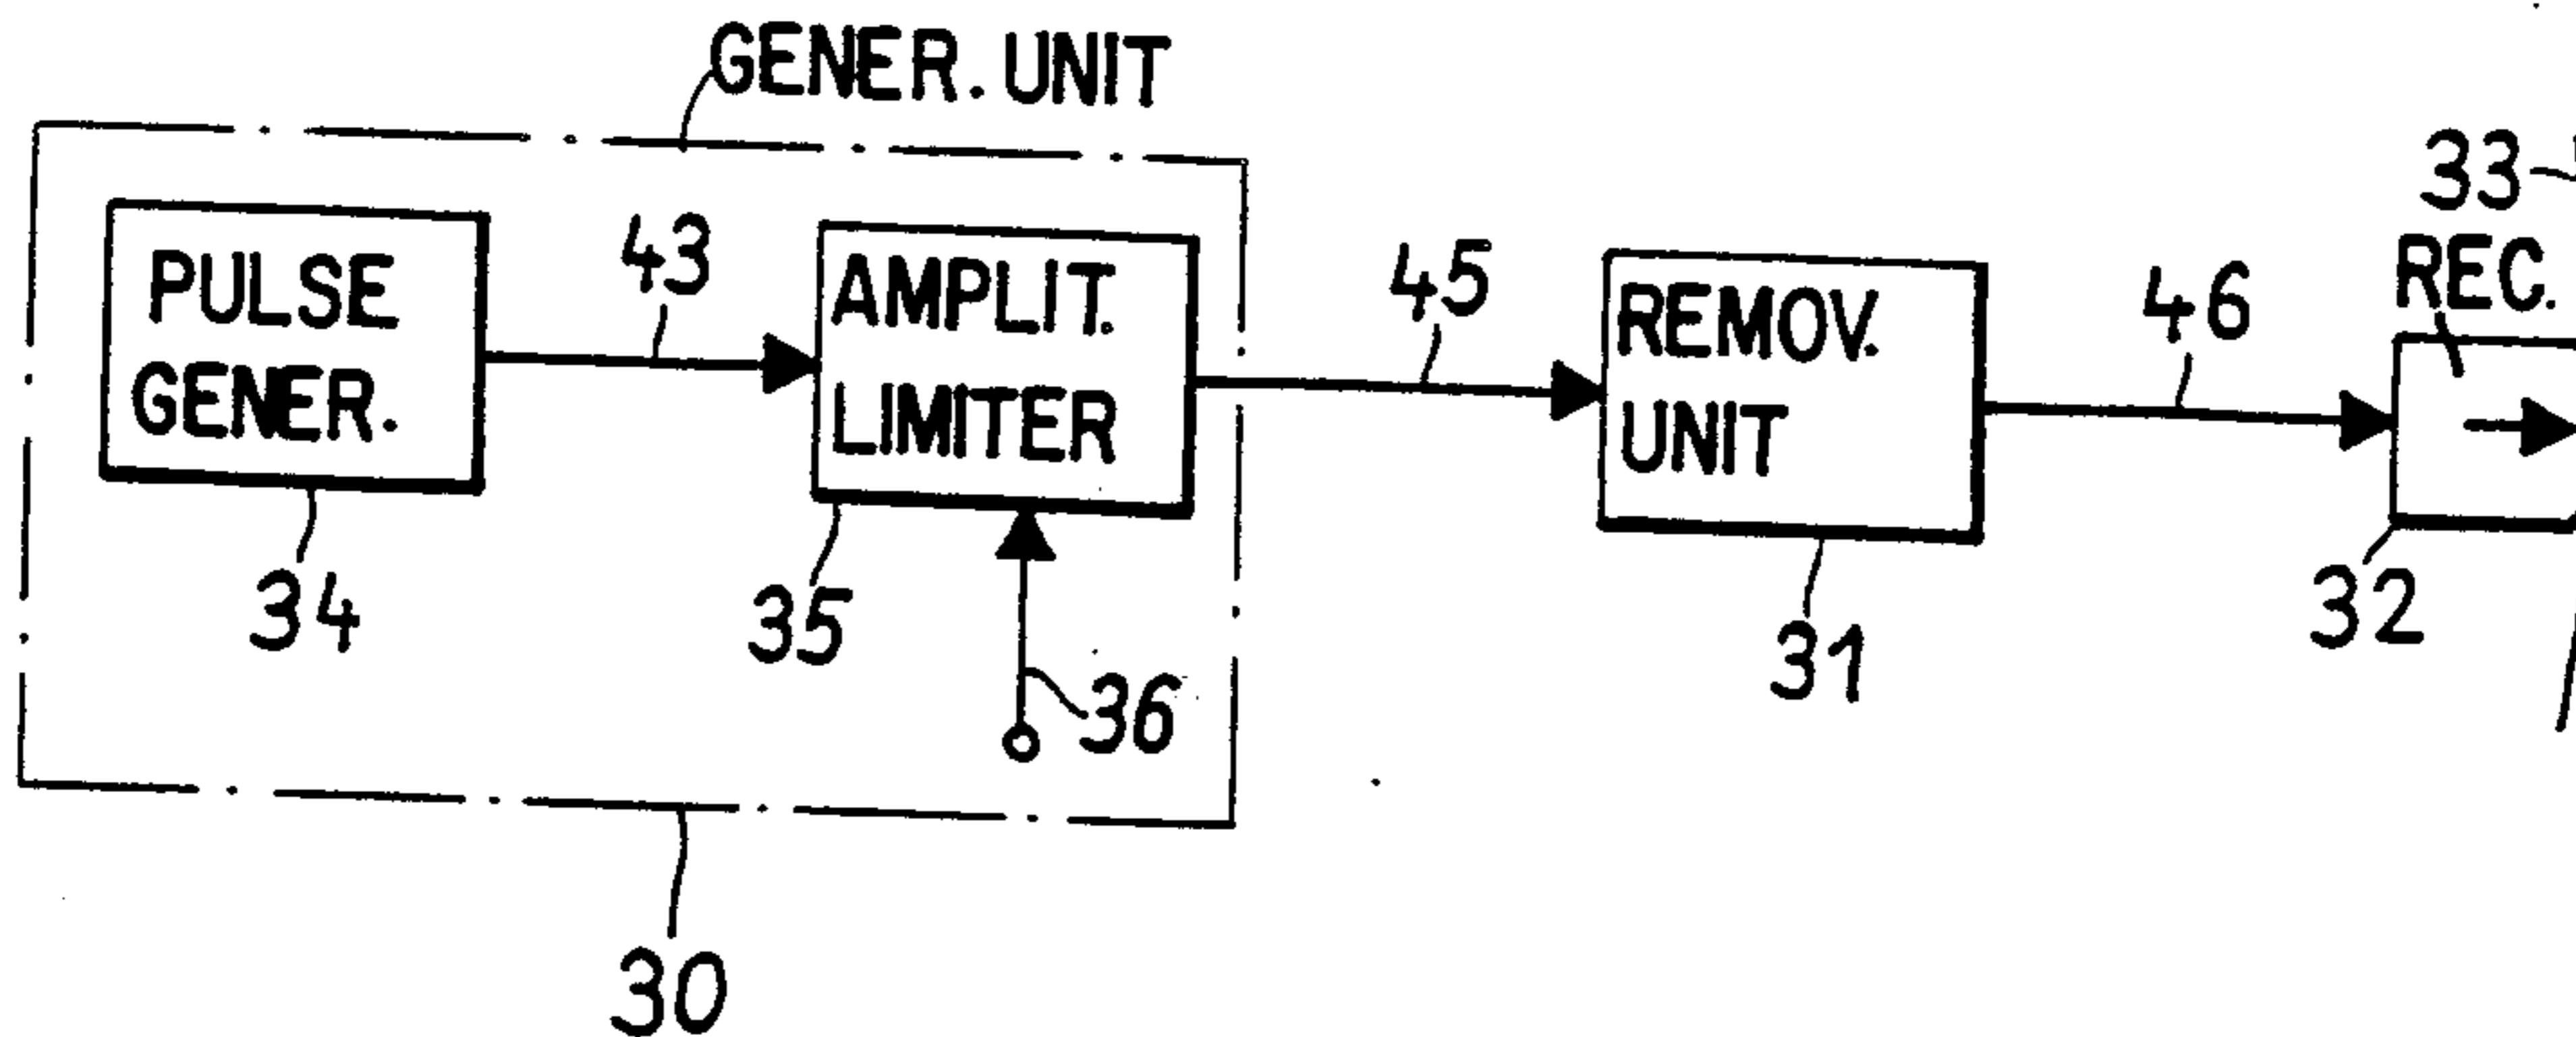 GENER. UNIT
PULSE
GENER.
43
AMPLIT.
LIMITER
45
REMOV.
UNIT
46
33
REC.
34
35
36
31
32
30